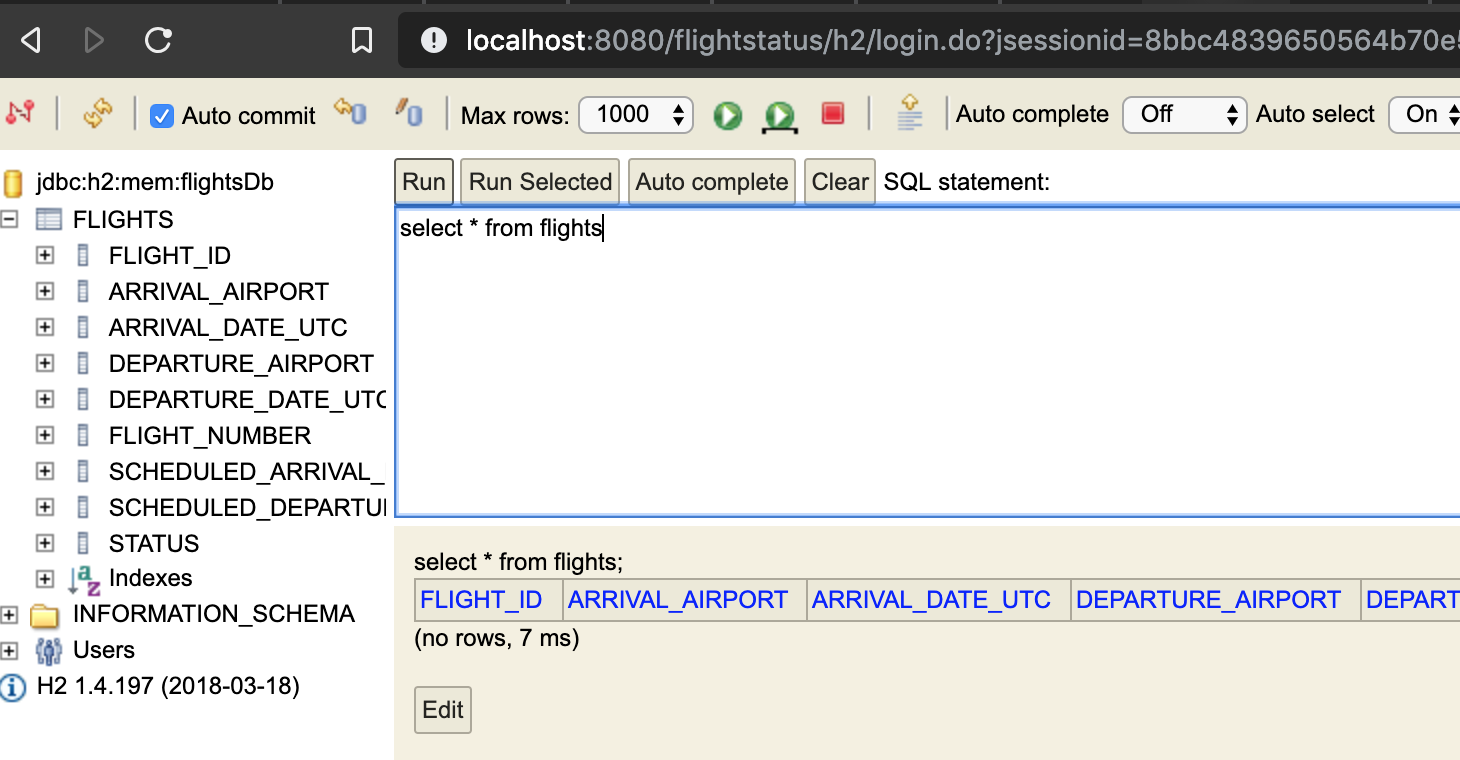 localhost:8080/flightstatus/h2/login.do?jsessionid=8bbc4839650564b70e
Auto commit Max rows: 1000 Auto complete Off Auto select On
jdbc:h2:mem:flightsDb
FLIGHTS
FLIGHT_ID
ARRIVAL_AIRPORT
ARRIVAL_DATE_UTC
DEPARTURE_AIRPORT
DEPARTURE_DATE_UTC
FLIGHT_NUMBER
SCHEDULED_ARRIVAL_
SCHEDULED_DEPARTU
STATUS
Indexes
INFORMATION_SCHEMA
Users
H2 1.4.197 (2018-03-18)
Run Run Selected Auto complete Clear SQL statement:
select * from flights
select * from flights;
FLIGHT_ID ARRIVAL_AIRPORT ARRIVAL_DATE_UTC DEPARTURE_AIRPORT DEPART
(no rows, 7 ms)
Edit